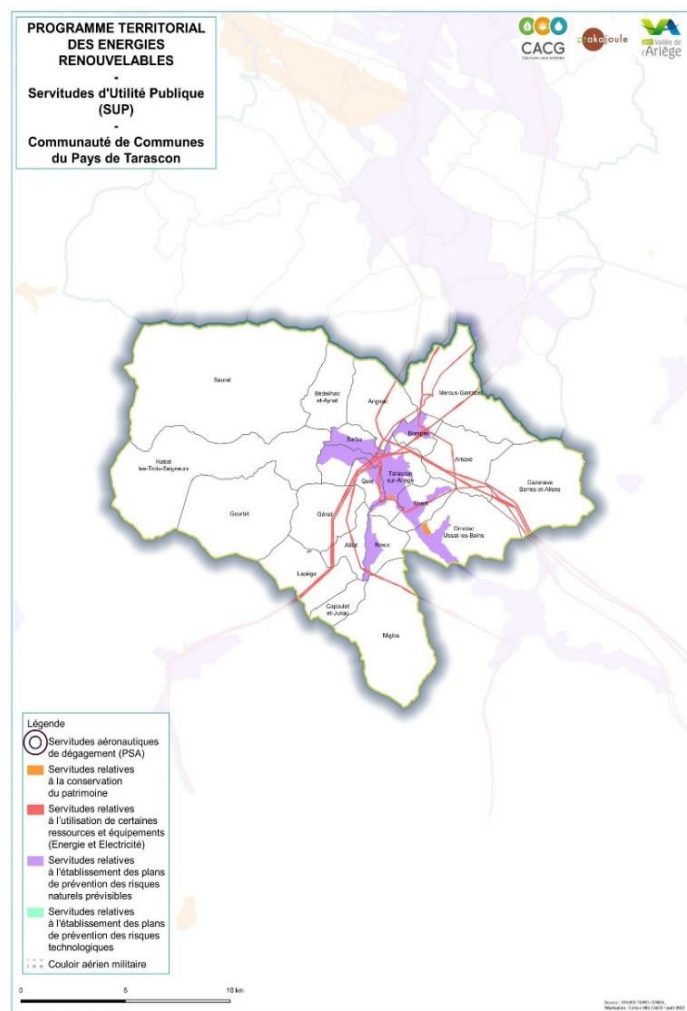 PROGRAMME TERRITORIAL
DES ENERGIES
RENOUVELABLES
-
Servitudes d'Utilité Publique
(SUP)
-
Communauté de Communes
du Pays de Tarascon
CACG
akajoule
Vallée de
l'Ariège
Saurat
Bédeilhac
et-Aynat
Arignac
Mercus-Garrabet
Bompas
Surba
Arnave
Rabat
les-Trois-Seigneurs
Tarascon
sur-Ariège
Quié
Cazenave
Serres-et-Allens
Gourbit
Génat
Ussat
Ornolac
Ussat-les-Bains
Alliat
Lapège
Capoulet
et-Junac
Niglou
Légende
Servitudes aéronautiques
de dégagement (PSA)
Servitudes relatives
à la conservation
du patrimoine
Servitudes relatives
à l'utilisation de certaines
ressources et équipements
(Energie et Electricité)
Servitudes relatives
à l'établissement des plans
de prévention des risques
naturels prévisibles
Servitudes relatives
à l'établissement des plans
de prévention des risques
technologiques
Couloir aérien militaire
0 5 10 km